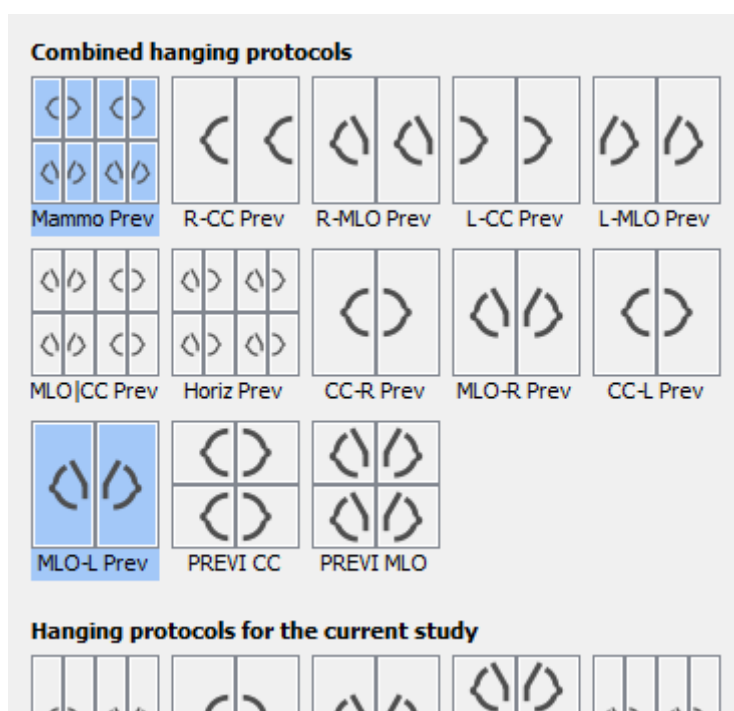 Combined hanging protocols
Mammo Prev R-CC Prev R-MLO Prev L-CC Prev L-MLO Prev
MLO|CC Prev Horiz Prev CC-R Prev MLO-R Prev CC-L Prev
MLO-L Prev PREVI CC PREVI MLO
Hanging protocols for the current study